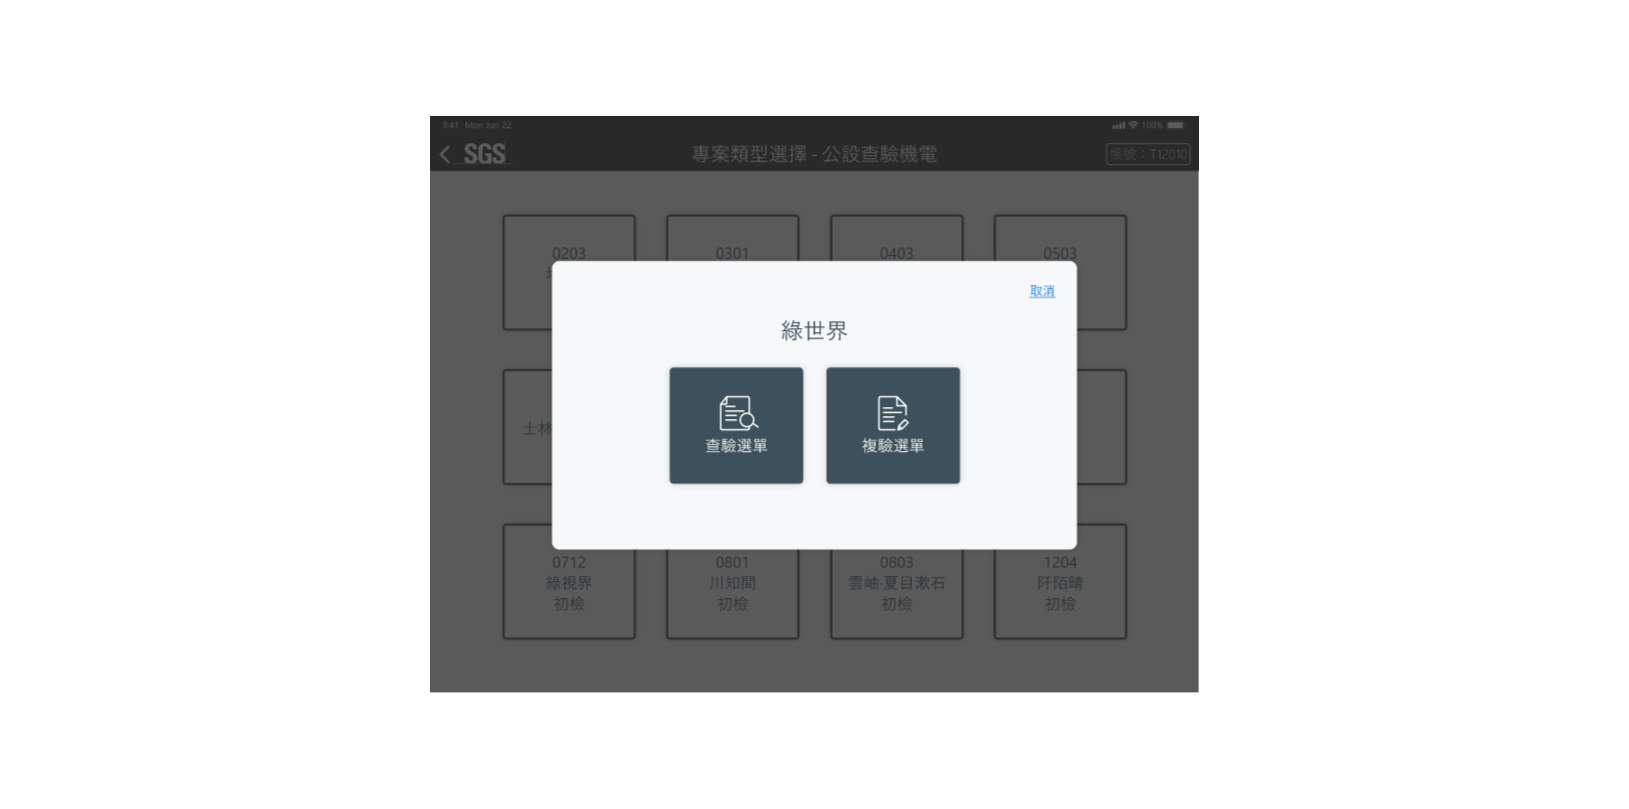 9:41 Mon Jun 22
100%
SGS
專案類型選擇 - 公設查驗機電
帳號：T12010
0203
0301
0403
0503
取消
綠世界
士林
查驗選單
複驗選單
0712
綠視界
初檢
0801
川知間
初檢
0803
雲岫·夏目漱石
初檢
1204
阡陌晴
初檢